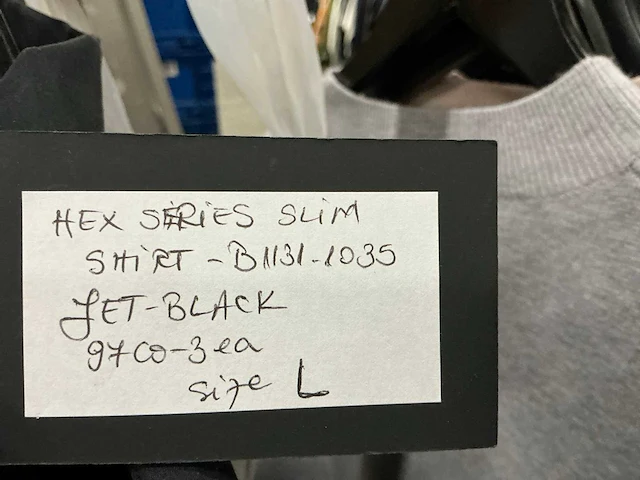 HEX SERIES SLIM
SHIRT - B1131-1035
JET-BLACK
97CO-3ea
size L